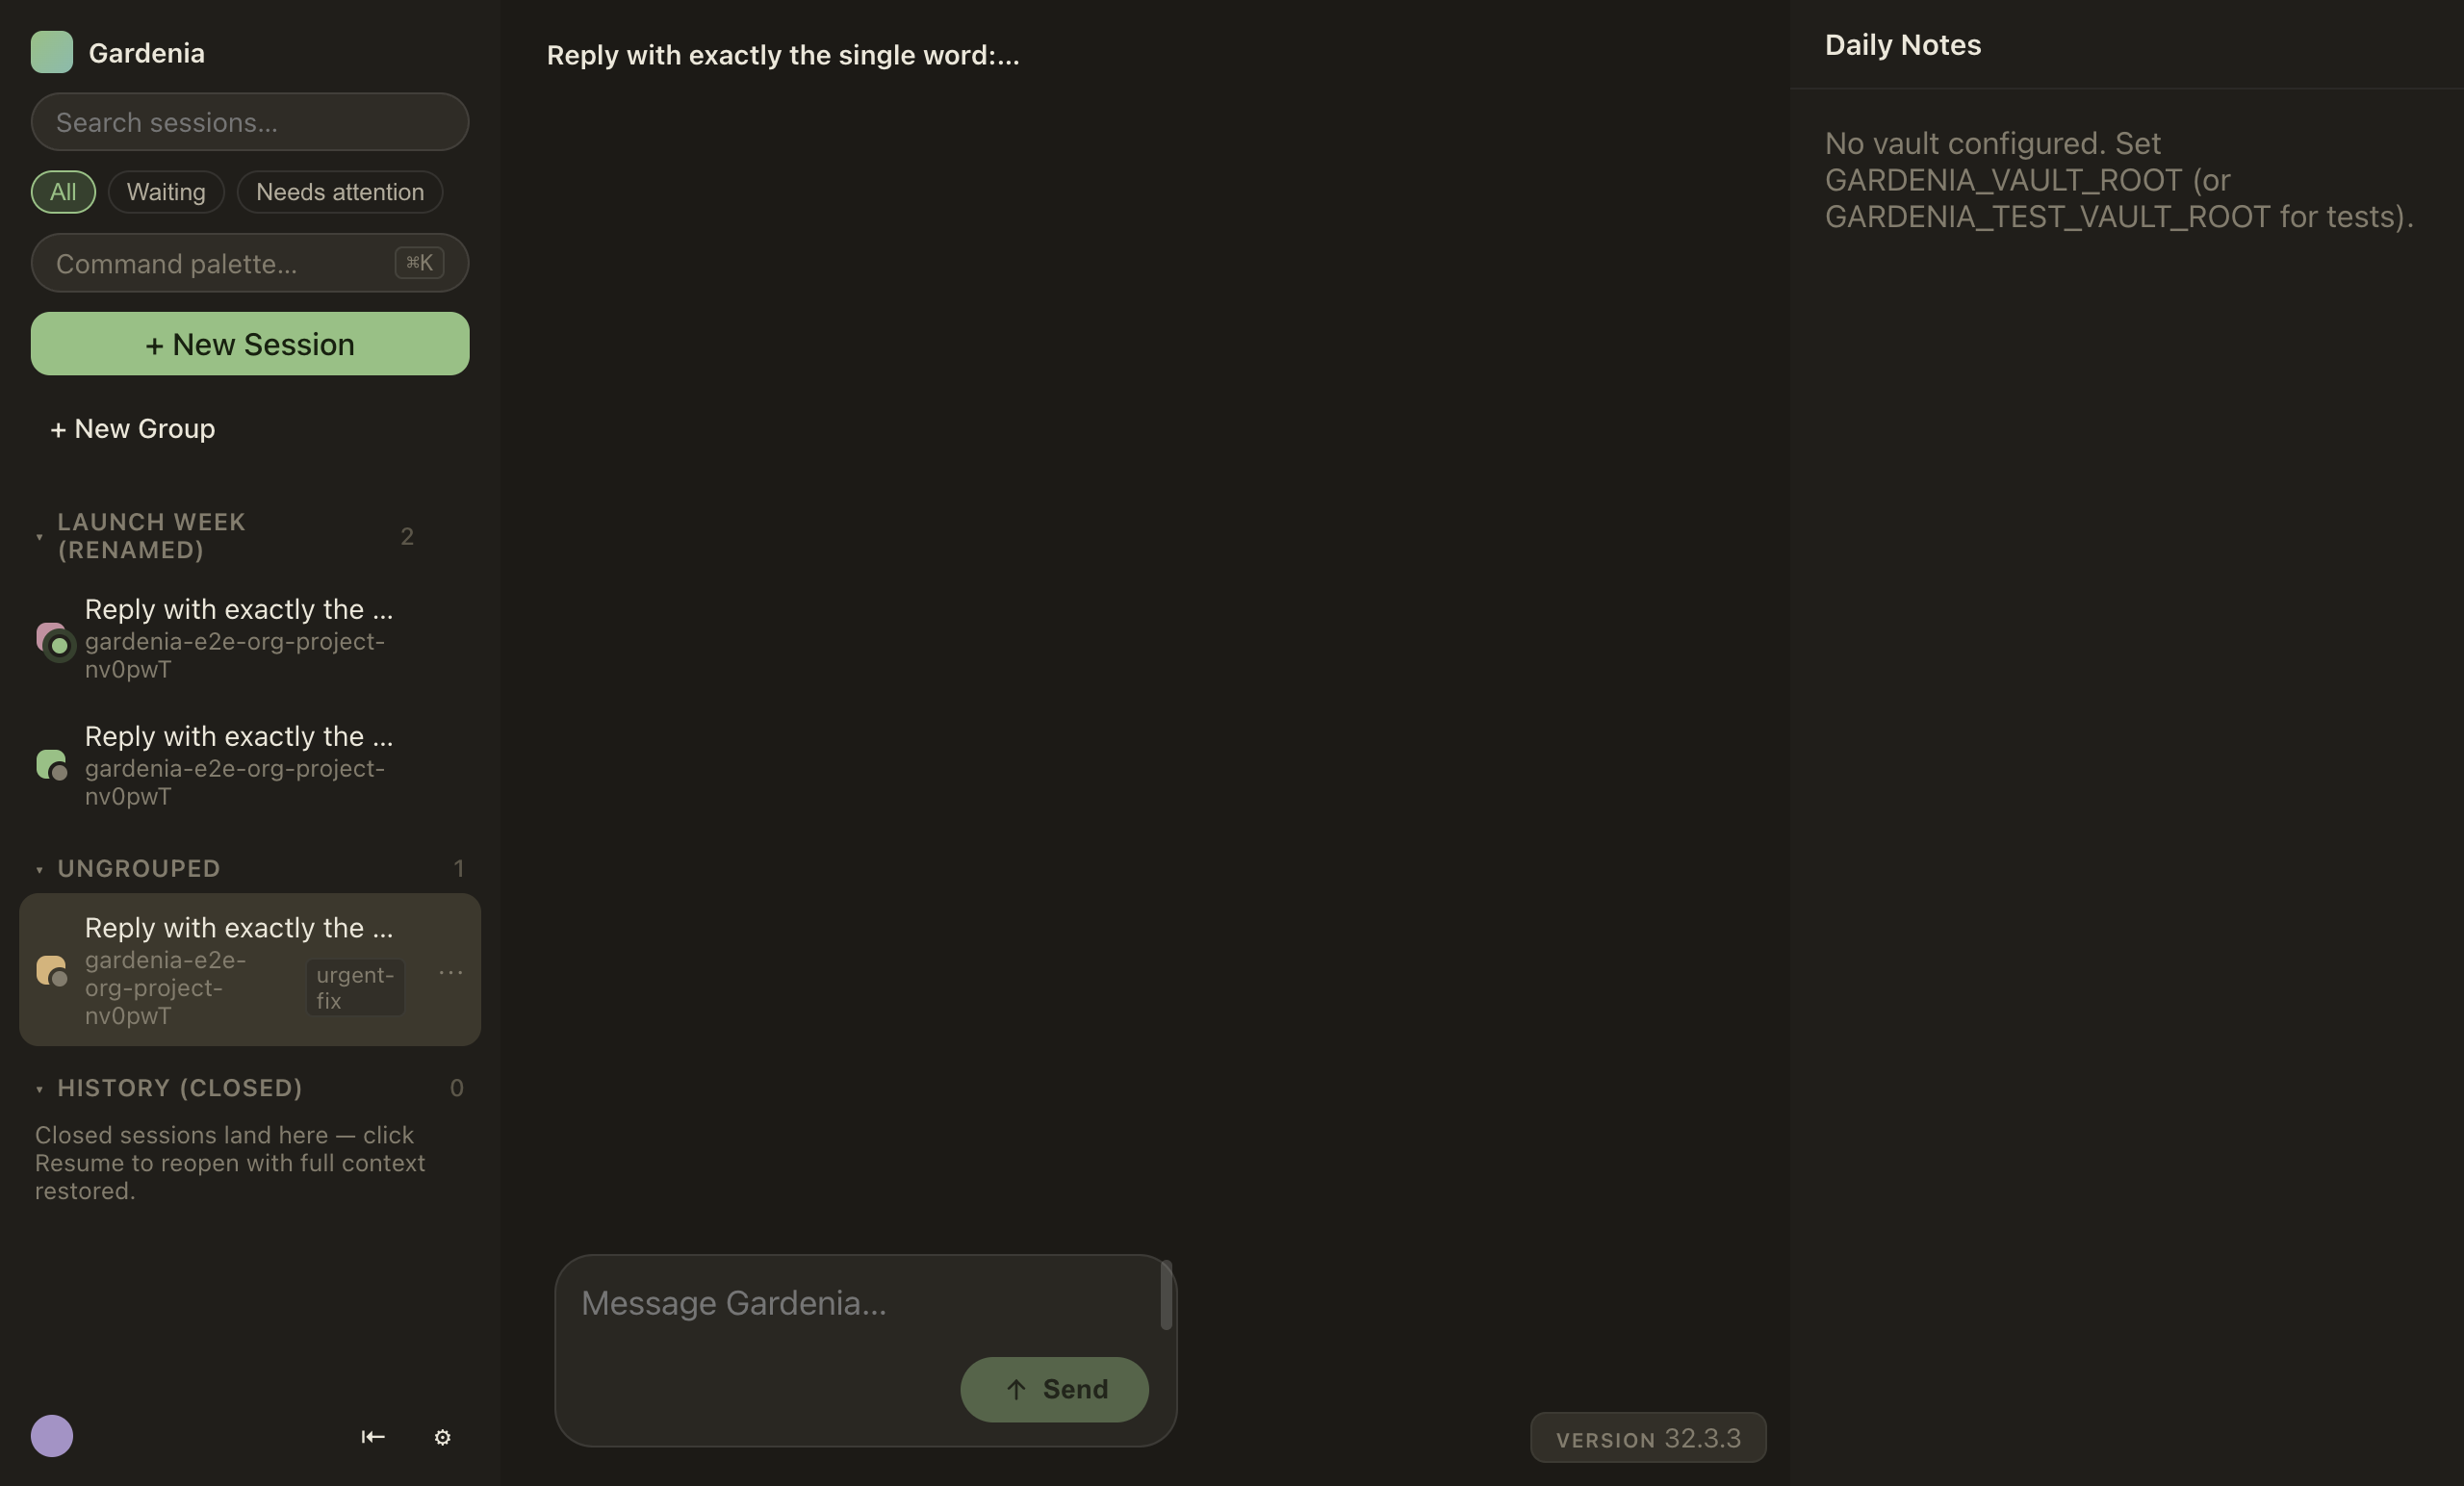 Gardenia
Search sessions...
All
Waiting
Needs attention
Command palette...
⌘K
+ New Session
+ New Group
LAUNCH WEEK
(RENAMED)
2
Reply with exactly the ...
gardenia-e2e-org-project-
nv0pwT
Reply with exactly the ...
gardenia-e2e-org-project-
nv0pwT
UNGROUPED
1
Reply with exactly the ...
gardenia-e2e-
org-project-
nv0pwT
urgent-
fix
...
HISTORY (CLOSED)
0
Closed sessions land here — click
Resume to reopen with full context
restored.
Reply with exactly the single word:...
Message Gardenia...
↑ Send
VERSION 32.3.3
Daily Notes
No vault configured. Set
GARDENIA_VAULT_ROOT (or
GARDENIA_TEST_VAULT_ROOT for tests).